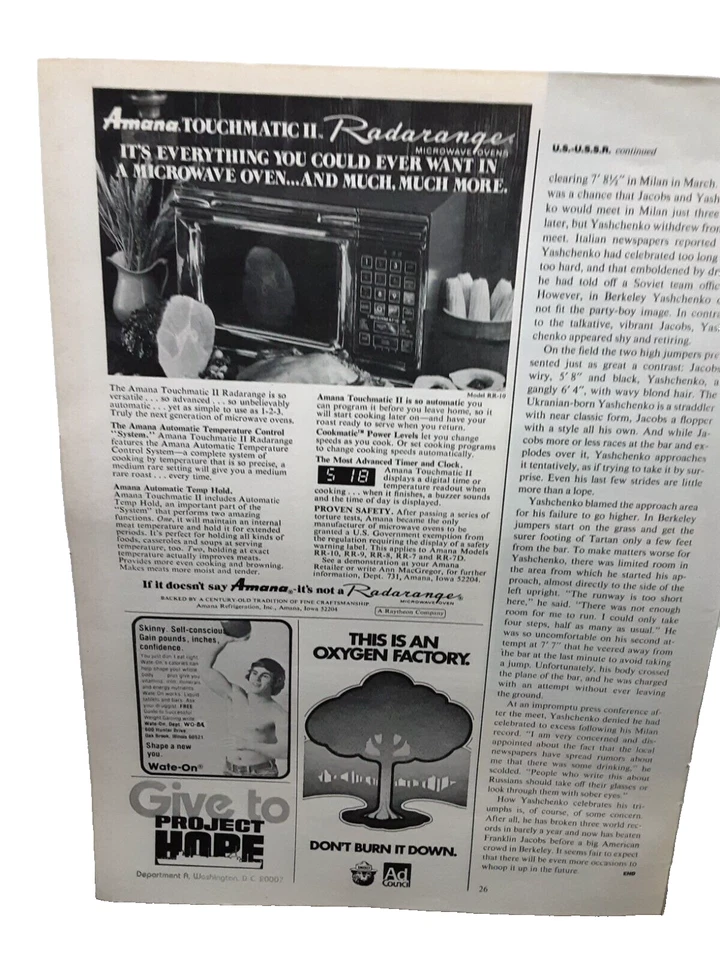 Amana. TOUCHMATIC II. Radarange
MICROWAVE OVENS
IT'S EVERYTHING YOU COULD EVER WANT IN
A MICROWAVE OVEN...AND MUCH, MUCH MORE.
Model RR-10
The Amana Touchmatic II Radarange is so
versatile . . . so advanced . . . so unbelievably
automatic . . . yet as simple to use as 1-2-3.
Truly the next generation of microwave ovens.
The Amana Automatic Temperature Control
"System." Amana Touchmatic II Radarange
features the Amana Automatic Temperature
Control System—a complete system of
cooking by temperature that is so precise, a
medium rare setting will give you a medium
rare roast . . . every time.
Amana Automatic Temp Hold.
Amana Touchmatic II includes Automatic
Temp Hold, an important part of the
"System" that performs two amazing
functions. One, it will maintain an internal
meat temperature and hold it for extended
periods. It's perfect for holding all kinds of
foods, casseroles and soups at serving
temperature, too. Two, holding at exact
temperature actually improves meats.
Provides more even cooking and browning.
Makes meats more moist and tender.
Amana Touchmatic II is so automatic you
can program it before you leave home, so it
will start cooking later on—and have your
roast ready to serve when you return.
Cookmatic™ Power Levels let you change
speeds as you cook. Or set cooking programs
to change cooking speeds automatically.
The Most Advanced Timer and Clock.
5 18
Amana Touchmatic II
displays a digital time or
temperature readout when
cooking . . . when it finishes, a buzzer sounds
and the time of day is displayed.
PROVEN SAFETY. After passing a series of
torture tests, Amana became the only
manufacturer of microwave ovens to be
granted a U.S. Government exemption from
the regulation requiring the display of a safety
warning label. This applies to Amana Models
RR-10, RR-9, RR-8, RR-7 and RR-7D.
See a demonstration at your Amana
Retailer or write Ann MacGregor, for further
information, Dept. 731, Amana, Iowa 52204.
If it doesn't say Amana®-it's not a Radarange®
MICROWAVE OVEN
BACKED BY A CENTURY-OLD TRADITION OF FINE CRAFTSMANSHIP
Amana Refrigeration, Inc., Amana, Iowa 52204
A Raytheon Company
Skinny. Self-conscious
Gain pounds, inches,
confidence.
Wate-On, Dept. WO-84
Oak Brook, Illinois 60521
Shape a new
you.
Wate-On®
Give to
PROJECT
HOPE
Department A, Washington, D.C. 20007
THIS IS AN
OXYGEN FACTORY.
DON'T BURN IT DOWN.
Ad
Council
U.S.-U.S.S.R. continued
clearing 7' 8½" in Milan in March,
was a chance that Jacobs and Yash
ko would meet in Milan just three
later, but Yashchenko withdrew from
meet. Italian newspapers reported
Yashchenko had celebrated too long
too hard, and that emboldened by dr
he had told off a Soviet team offic
However, in Berkeley Yashchenko
not fit the party-boy image. In contra
to the talkative, vibrant Jacobs, Yas
chenko appeared shy and retiring.
On the field the two high jumpers pre
sented just as great a contrast: Jacobs
wiry, 5' 8" and black, Yashchenko, a
gangly 6' 4", with wavy blond hair. The
Ukranian-born Yashchenko is a straddler
with near classic form, Jacobs a flopper
with a style all his own. And while Ja-
cobs more or less races at the bar and ex-
plodes over it, Yashchenko approaches
it tentatively, as if trying to take it by sur-
prise. Even his last few strides are little
more than a lope.
Yashchenko blamed the approach area
for his failure to go higher. In Berkeley
jumpers start on the grass and get the
surer footing of Tartan only a few feet
from the bar. To make matters worse for
Yashchenko, there was limited room in
the area from which he started his ap-
proach, almost directly to the side of the
left upright. "The runway is too short
here," he said. "There was not enough
room for me to run. I could only take
four steps, half as many as usual." He
was so uncomfortable on his second at-
tempt at 7' 7" that he veered away from
the bar at the last minute to avoid taking
a jump. Unfortunately, his body crossed
the plane of the bar, and he was charged
with an attempt without ever leaving
the ground.
At an impromptu press conference af-
ter the meet, Yashchenko denied he had
celebrated to excess following his Milan
record. "I am very concerned and dis-
appointed about the fact that the local
newspapers have spread rumors about
me that there was some drinking," he
scolded. "People who write this about
Russians should take off their glasses or
look through them with sober eyes."
How Yashchenko celebrates his tri-
umphs is, of course, of some concern.
After all, he has broken three world rec-
ords in barely a year and now has beaten
Franklin Jacobs before a big American
crowd in Berkeley. It seems fair to expect
that there will be even more occasions to
whoop it up in the future.
END
26